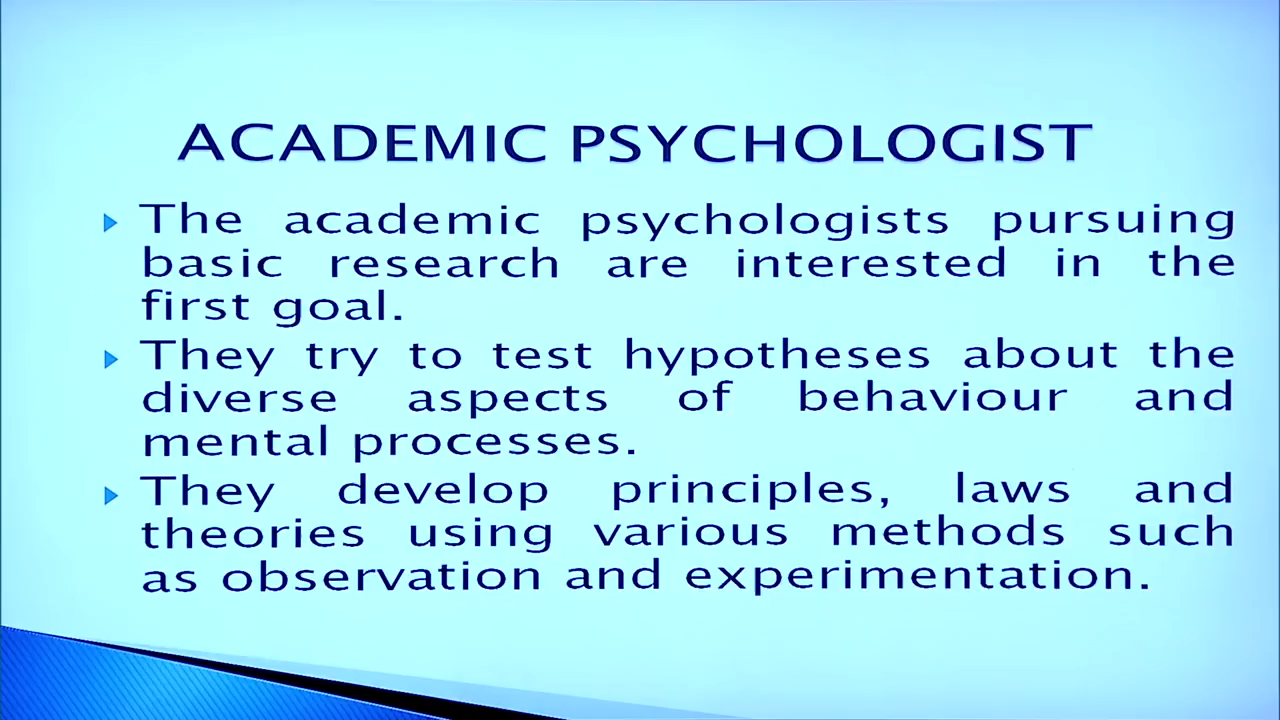 ACADEMIC PSYCHOLOGIST
The academic psychologists pursuing
basic research are interested in the
first goal.
They try to test hypotheses about the
diverse aspects of behaviour and
mental processes.
They develop principles, laws and
theories using various methods such
as observation and experimentation.